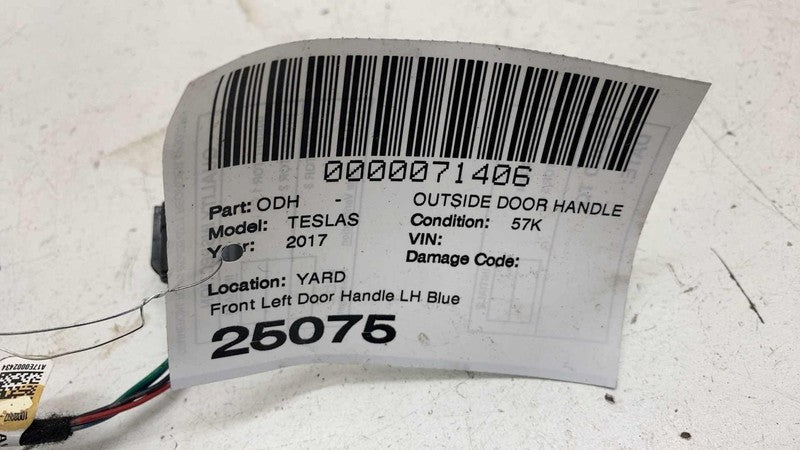 0000071406
Part: ODH - OUTSIDE DOOR HANDLE
Model: TESLAS Condition: 57K
Year: 2017 VIN:
Damage Code:
Location: YARD
Front Left Door Handle LH Blue
25075
A17E0002434